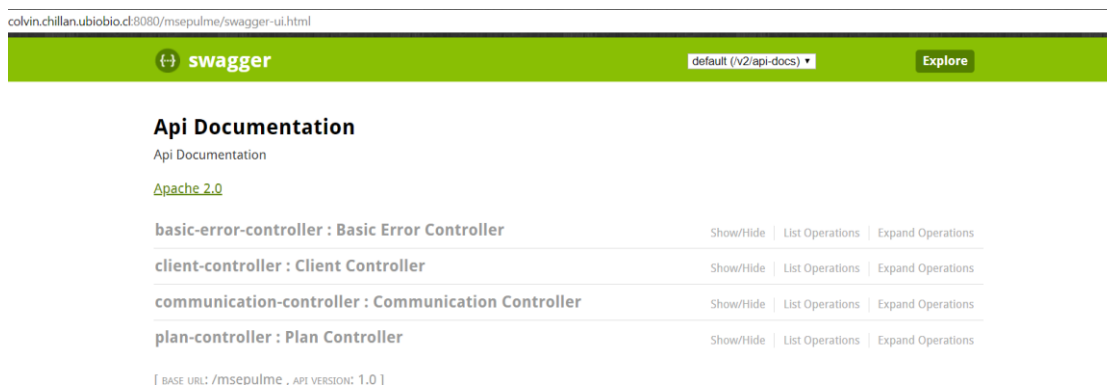 colvin.chillan.ubiobio.cl:8080/msepulme/swagger-ui.html
{-} swagger default (/v2/api-docs) ▾ Explore
Api Documentation
Api Documentation
Apache 2.0
basic-error-controller : Basic Error Controller Show/Hide List Operations Expand Operations
client-controller : Client Controller Show/Hide List Operations Expand Operations
communication-controller : Communication Controller Show/Hide List Operations Expand Operations
plan-controller : Plan Controller Show/Hide List Operations Expand Operations
[ BASE URL: /msepulme , API VERSION: 1.0 ]